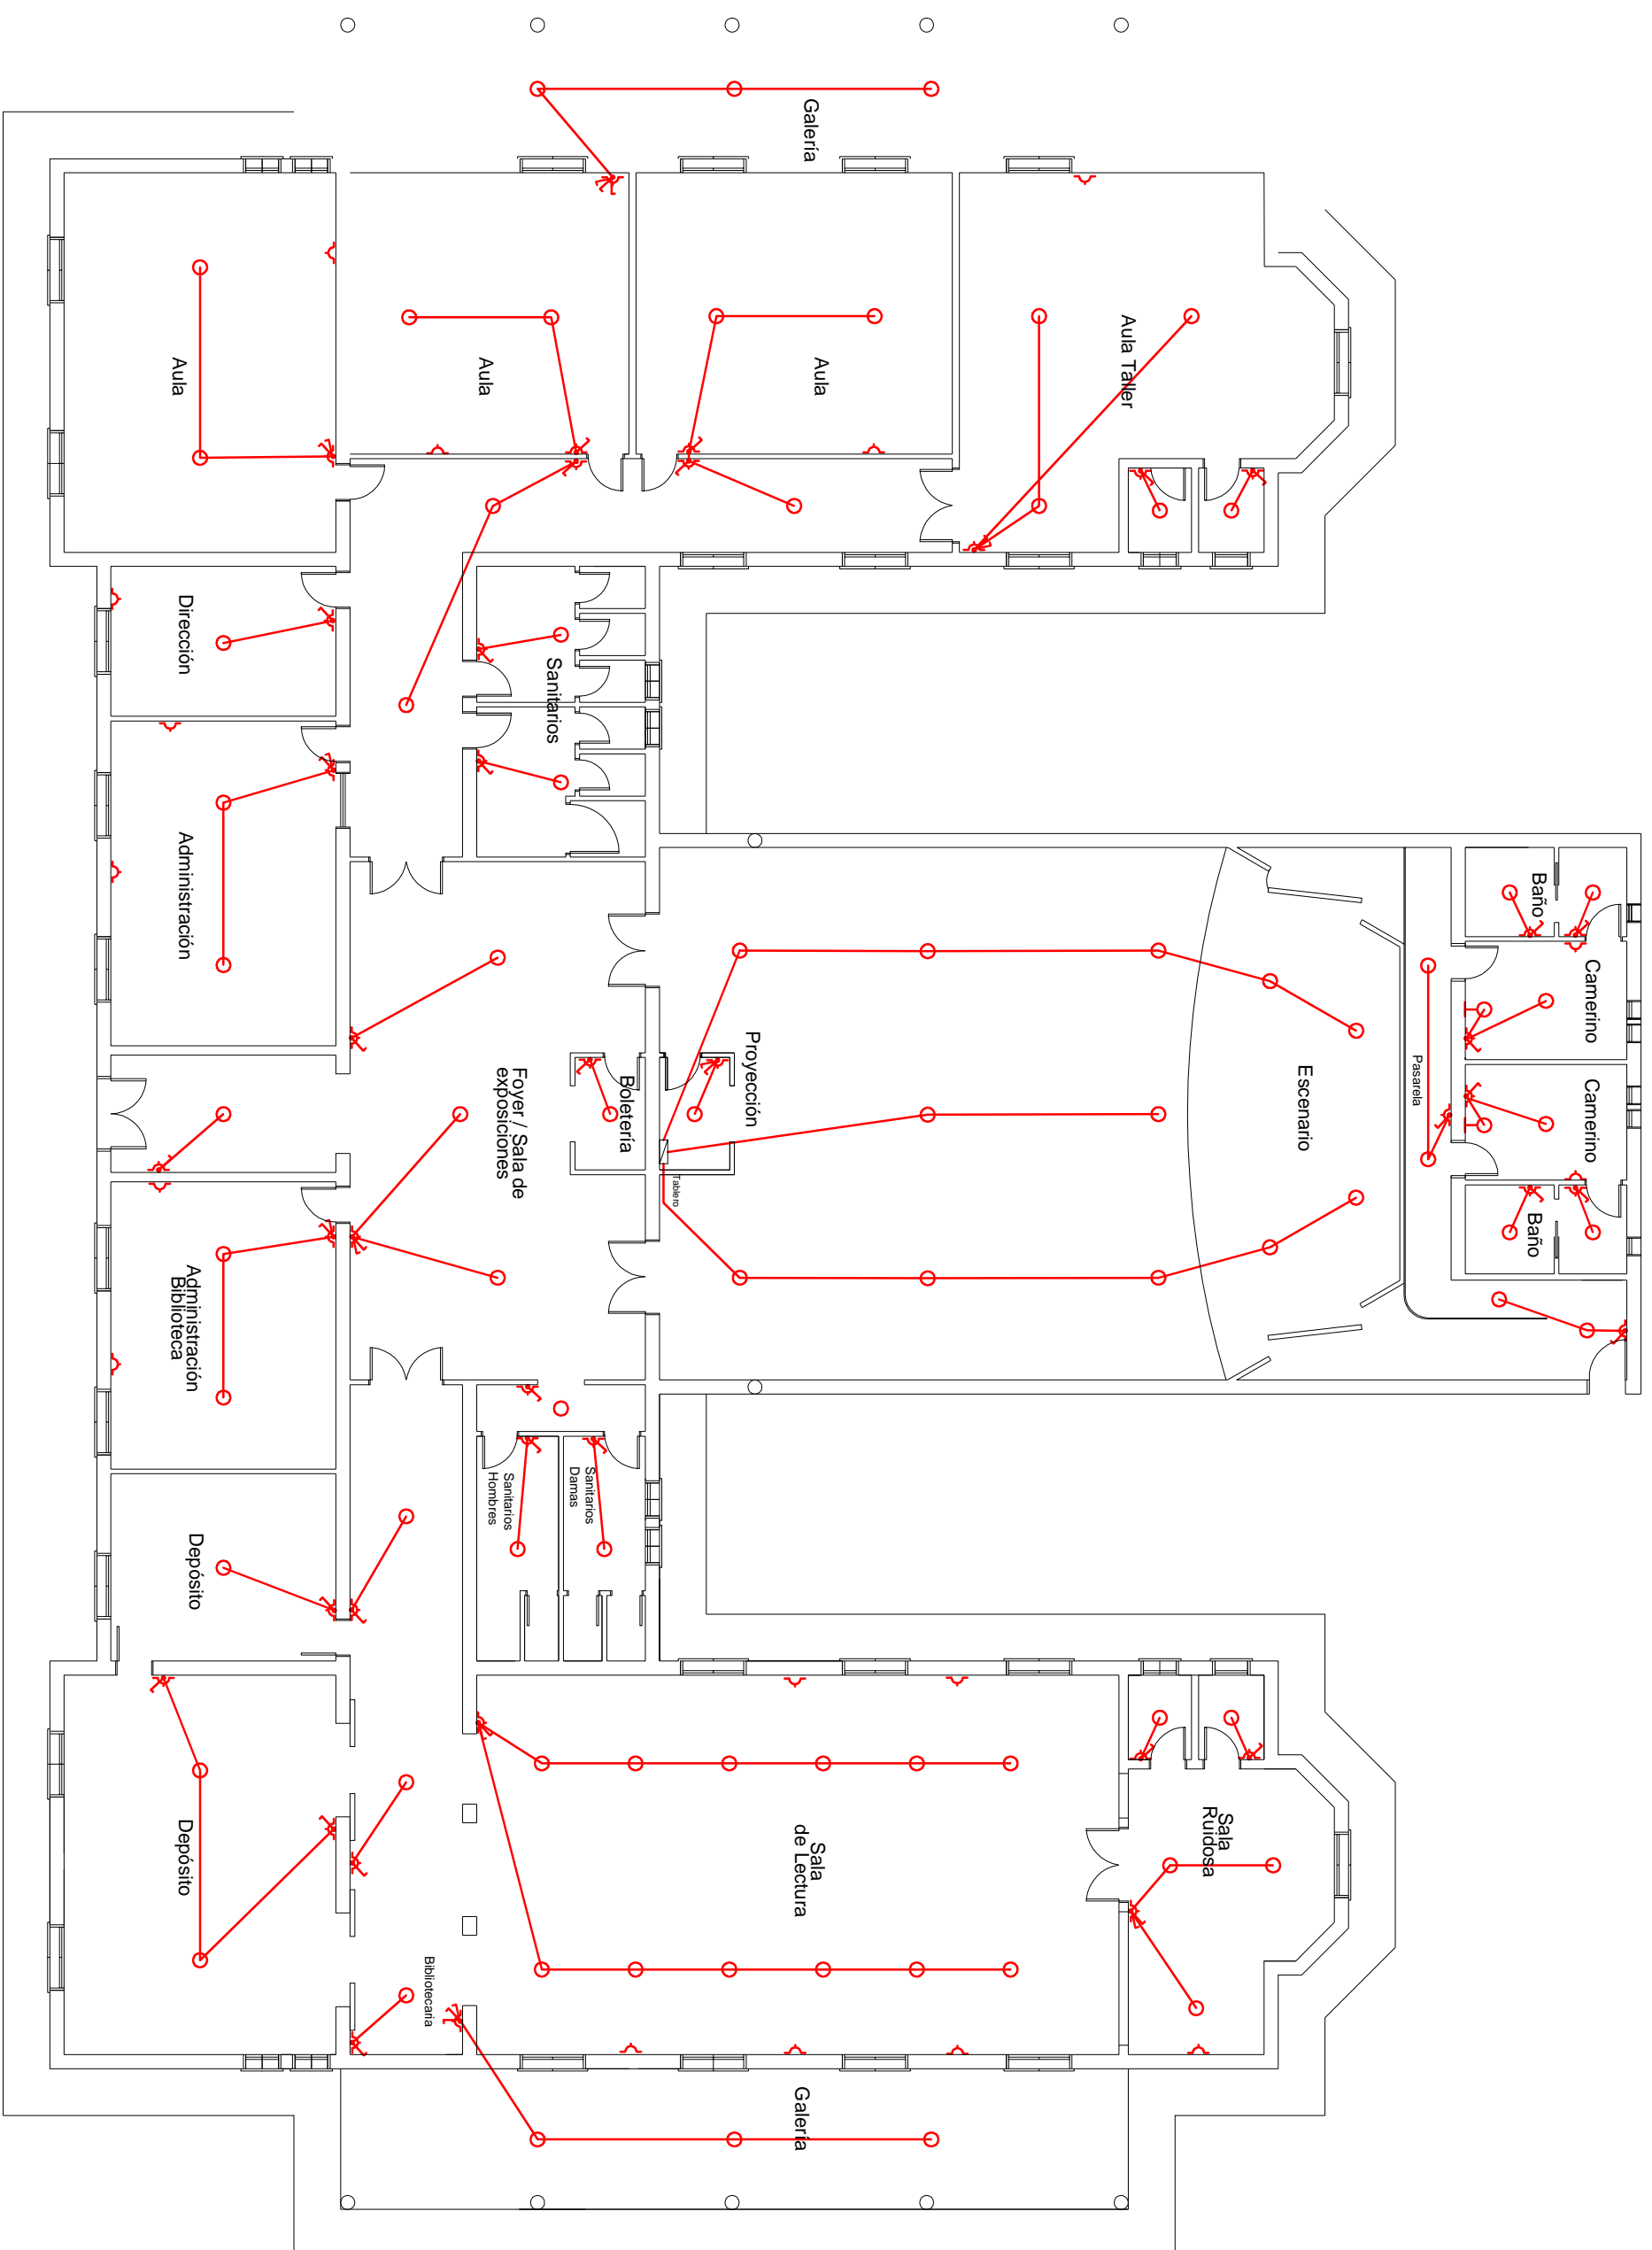 Galería
Aula
Aula
Aula
Aula Taller
Dirección
Sanitarios
Administración
Baño
Camerino
Proyección
Boletería
Foyer / Sala de
exposiciones
Escenario
Pasarela
Camerino
Baño
Tablero
Administración
Biblioteca
Sanitarios
Hombres
Sanitarios
Damas
Depósito
Depósito
Sala
de Lectura
Sala
Ruidosa
Bibliotecaria
Galería